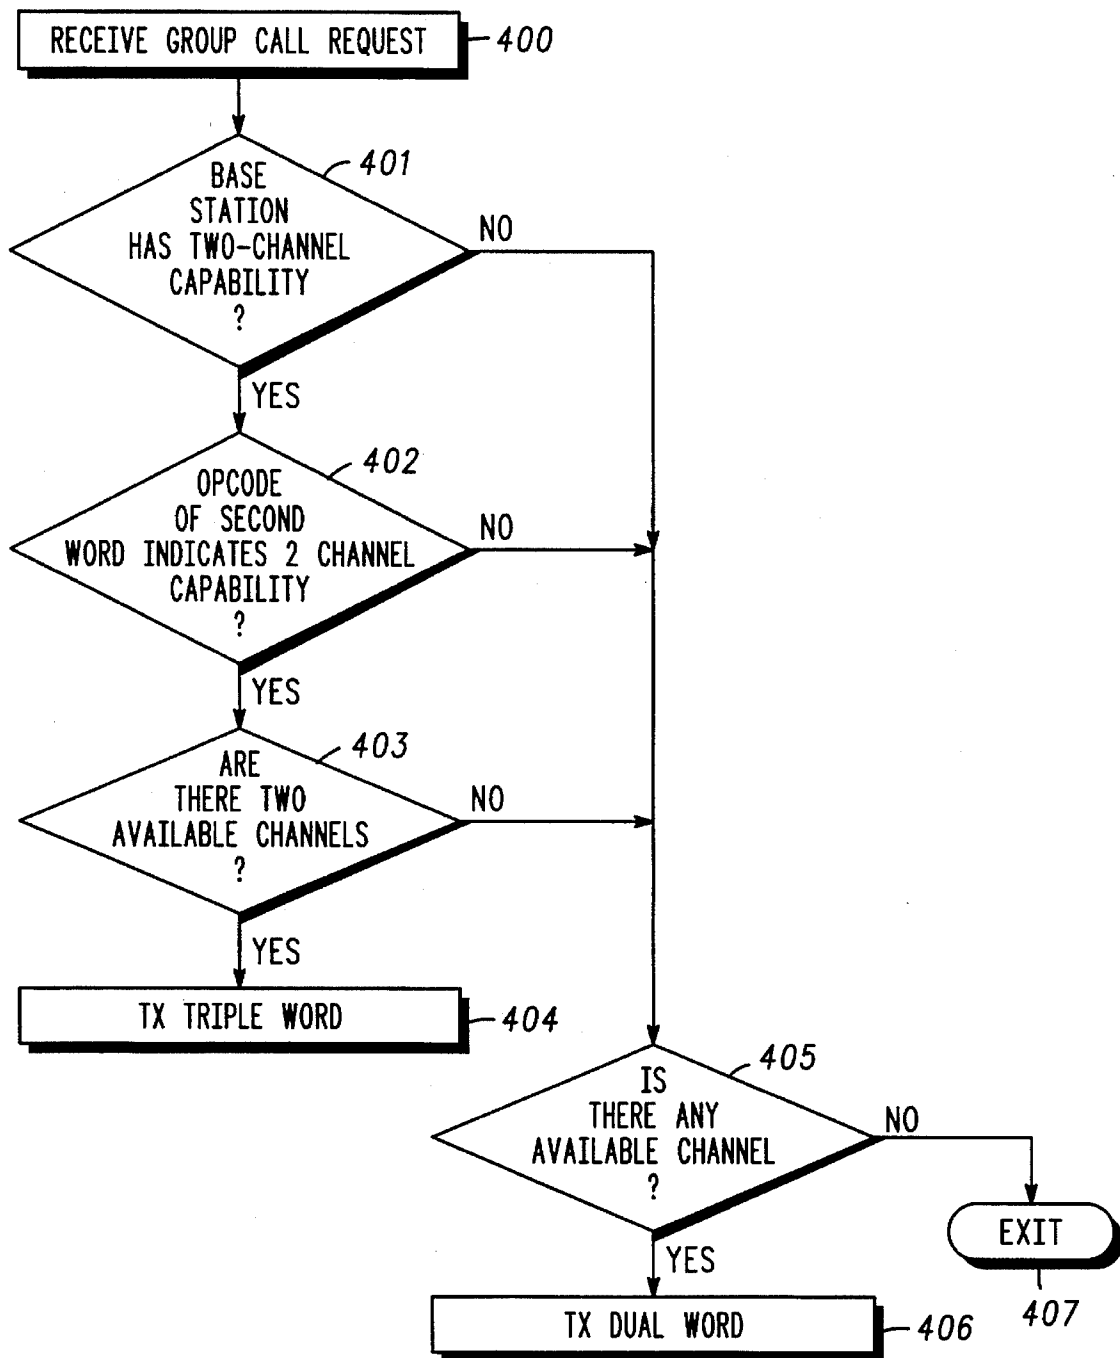 RECEIVE GROUP CALL REQUEST
400
401
BASE
STATION
HAS TWO-CHANNEL
CAPABILITY
?
NO
YES
402
OPCODE
OF SECOND
WORD INDICATES 2 CHANNEL
CAPABILITY
?
NO
YES
403
ARE
THERE TWO
AVAILABLE CHANNELS
?
NO
YES
TX TRIPLE WORD
404
405
IS
THERE ANY
AVAILABLE CHANNEL
?
NO
YES
EXIT
407
TX DUAL WORD
406